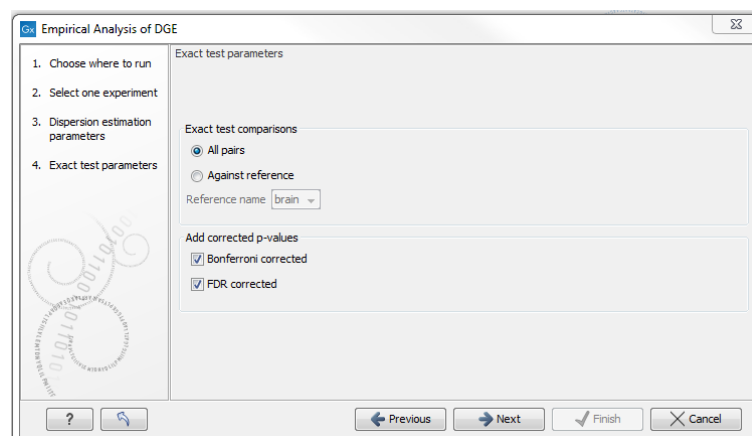 Gx Empirical Analysis of DGE
1. Choose where to run
2. Select one experiment
3. Dispersion estimation
parameters
4. Exact test parameters
Exact test parameters
Exact test comparisons
All pairs
Against reference
Reference name brain
Add corrected p-values
Bonferroni corrected
FDR corrected
? Previous Next Finish Cancel